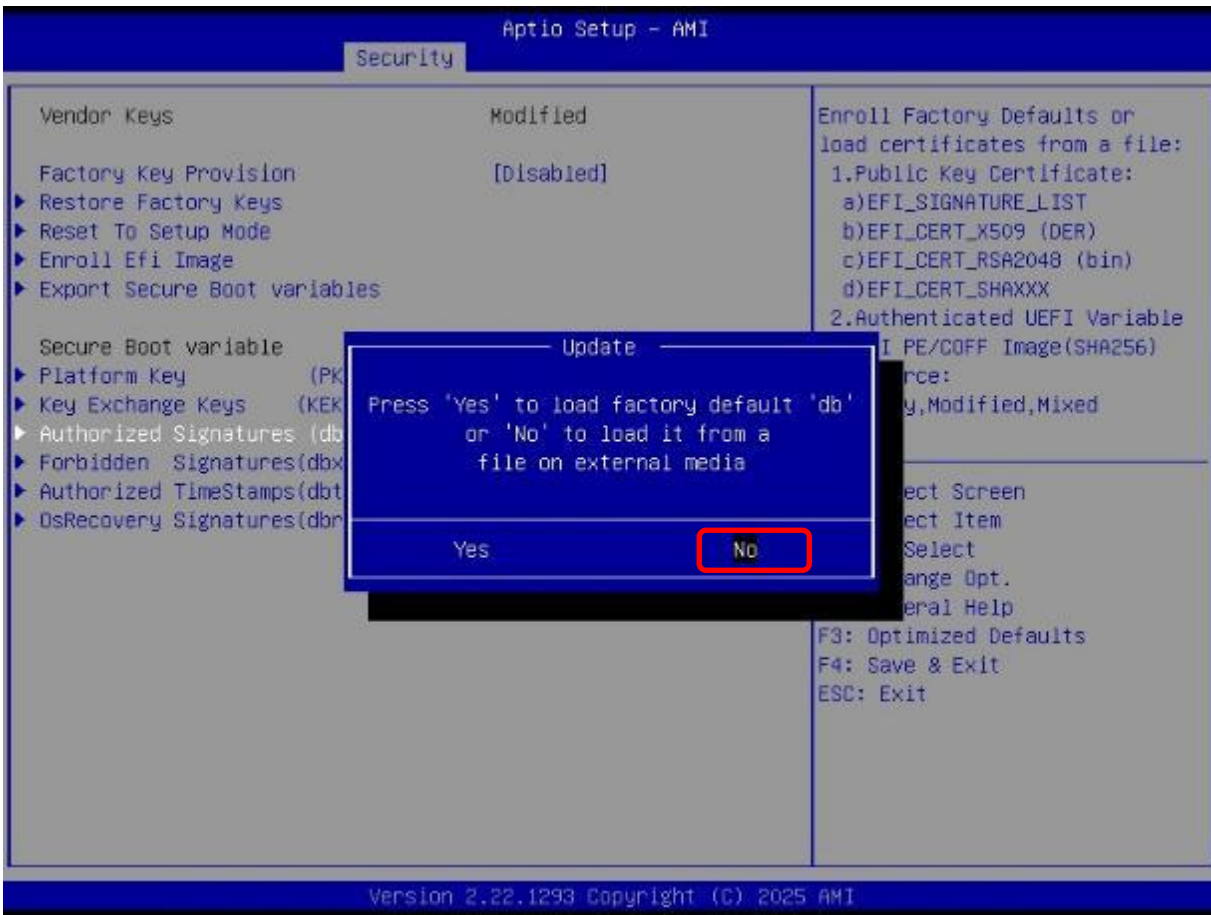 Aptio Setup - AMI
Security
Vendor Keys Modified
Factory Key Provision [Disabled]
Restore Factory Keys
Reset To Setup Mode
Enroll Efi Image
Export Secure Boot variables
Secure Boot variable
Platform Key (PK
Key Exchange Keys (KEK
Authorized Signatures (db
Forbidden Signatures(dbx
Authorized TimeStamps(dbt
OsRecovery Signatures(dbr
Update
Press 'Yes' to load factory default 'db'
or 'No' to load it from a
file on external media
Yes No
Enroll Factory Defaults or
load certificates from a file:
1.Public Key Certificate:
a)EFI_SIGNATURE_LIST
b)EFI_CERT_X509 (DER)
c)EFI_CERT_RSA2048 (bin)
d)EFI_CERT_SHAXXX
2.Authenticated UEFI Variable
I PE/COFF Image(SHA256)
rce:
y,Modified,Mixed
ect Screen
ect Item
Select
ange Opt.
eral Help
F3: Optimized Defaults
F4: Save & Exit
ESC: Exit
Version 2.22.1293 Copyright (C) 2025 AMI